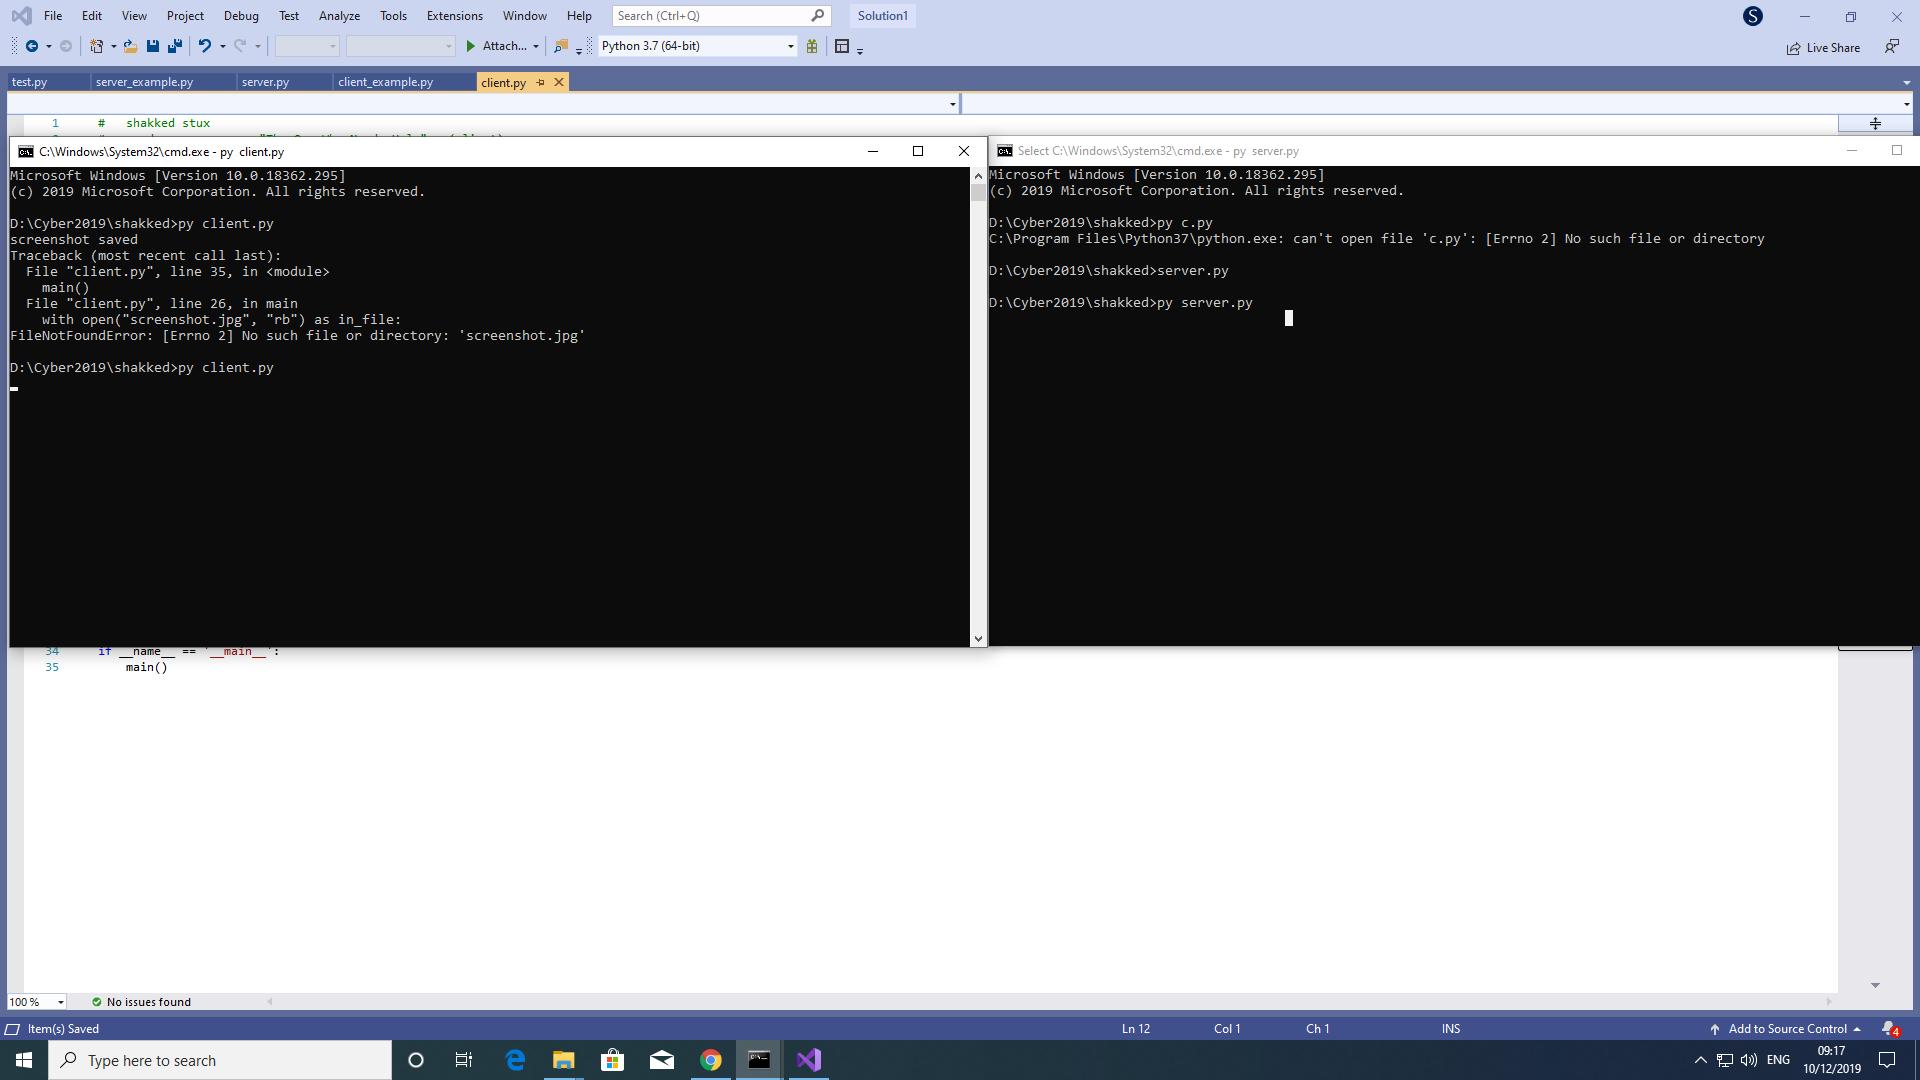 File Edit View Project Debug Test Analyze Tools Extensions Window Help Search (Ctrl+Q) Solution1
S
Attach... Python 3.7 (64-bit) Live Share
test.py server_example.py server.py client_example.py client.py
1 # shakked stux
C:\Windows\System32\cmd.exe - py client.py
Microsoft Windows [Version 10.0.18362.295]
(c) 2019 Microsoft Corporation. All rights reserved.
D:\Cyber2019\shakked>py client.py
screenshot saved
Traceback (most recent call last):
File "client.py", line 35, in <module>
main()
File "client.py", line 26, in main
with open("screenshot.jpg", "rb") as in_file:
FileNotFoundError: [Errno 2] No such file or directory: 'screenshot.jpg'
D:\Cyber2019\shakked>py client.py
Select C:\Windows\System32\cmd.exe - py server.py
Microsoft Windows [Version 10.0.18362.295]
(c) 2019 Microsoft Corporation. All rights reserved.
D:\Cyber2019\shakked>py c.py
C:\Program Files\Python37\python.exe: can't open file 'c.py': [Errno 2] No such file or directory
D:\Cyber2019\shakked>server.py
D:\Cyber2019\shakked>py server.py
34 if __name__ == '__main__':
35 main()
100 % No issues found
Item(s) Saved Ln 12 Col 1 Ch 1 INS Add to Source Control 4
Type here to search ENG 09:17
10/12/2019